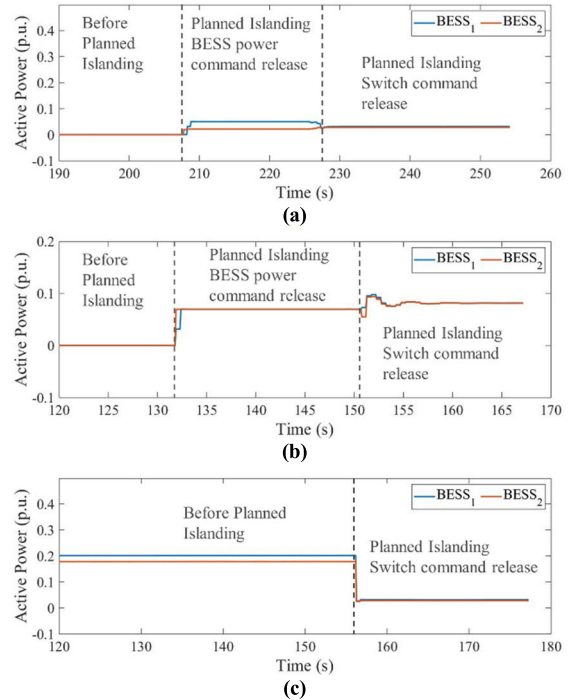 BESS1 BESS2
Before
Planned
Islanding
Planned Islanding
BESS power
command release
Planned Islanding
Switch command
release
Active Power (p.u.)
0.4
0.3
0.2
0.1
0
-0.1
190 200 210 220 230 240 250 260
Time (s)
(a)
BESS1 BESS2
Before
Planned
Islanding
Planned Islanding
BESS power
command release
Planned Islanding
Switch command
release
Active Power (p.u.)
0.2
0.1
0
-0.1
120 130 140 150 160 170
Time (s)
(b)
BESS1 BESS2
Before Planned
Islanding
Planned Islanding
Switch command release
Active Power (p.u.)
0.4
0.3
0.2
0.1
0
-0.1
120 130 140 150 160 170 180
Time (s)
(c)